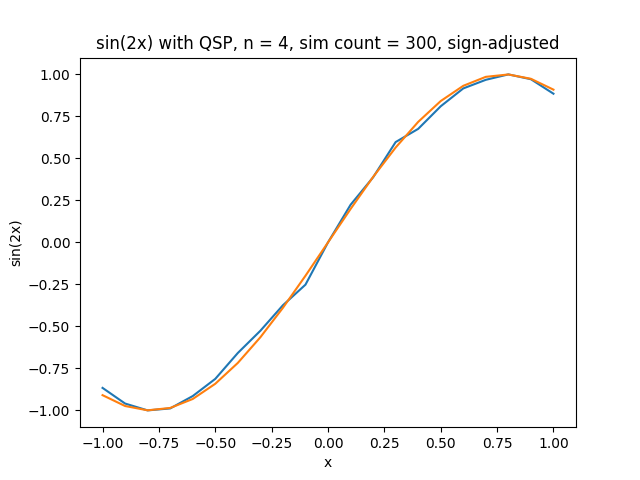 sin(2x) with QSP, n = 4, sim count = 300, sign-adjusted
1.00
0.75
0.50
0.25
0.00
−0.25
−0.50
−0.75
−1.00
sin(2x)
−1.00 −0.75 −0.50 −0.25 0.00 0.25 0.50 0.75 1.00
x